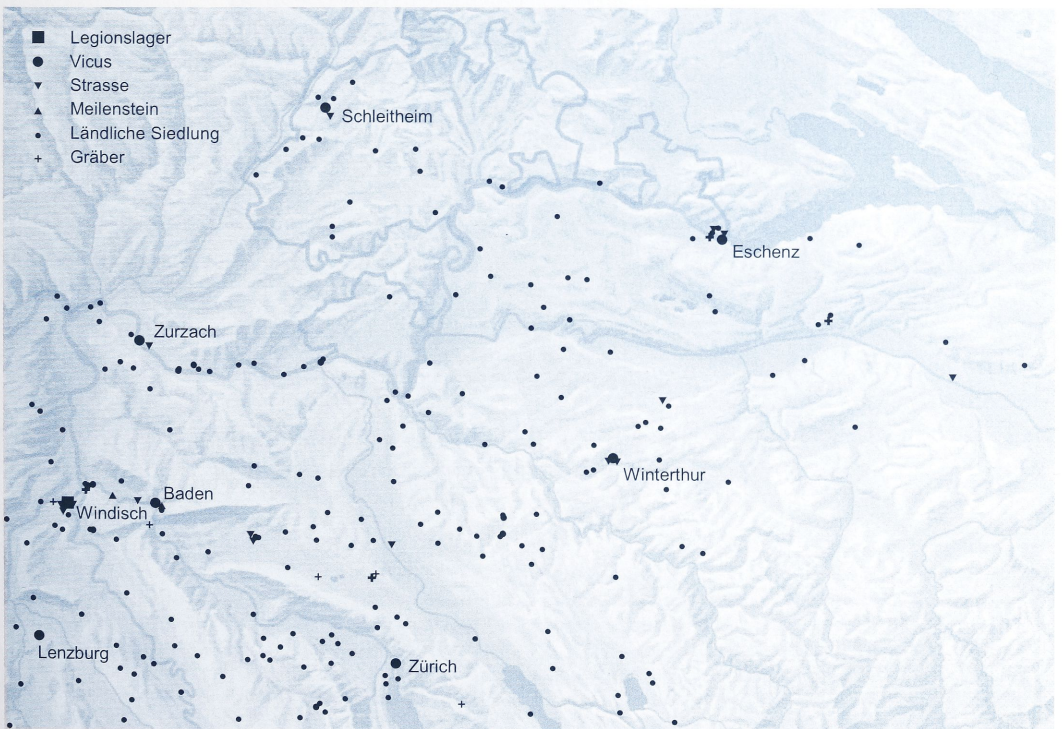 Legionslager
Vicus
Strasse
Meilenstein
Ländliche Siedlung
Gräber
Schleitheim
Eschenz
Zurzach
Winterthur
Baden
Windisch
Lenzburg
Zürich